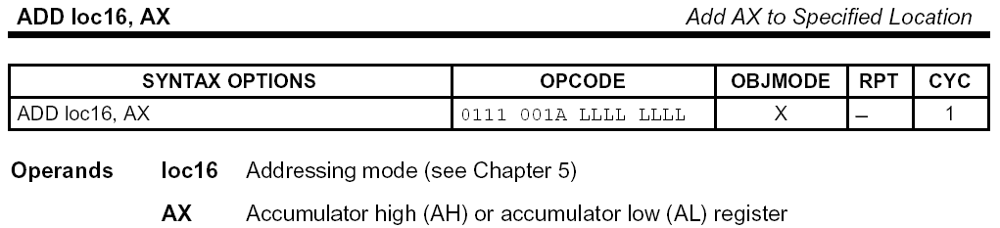 ADD loc16, AX Add AX to Specified Location
SYNTAX OPTIONS OPCODE OBJMODE RPT CYC
ADD loc16, AX 0111 001A LLLL LLLL X – 1
Operands loc16 Addressing mode (see Chapter 5)
AX Accumulator high (AH) or accumulator low (AL) register